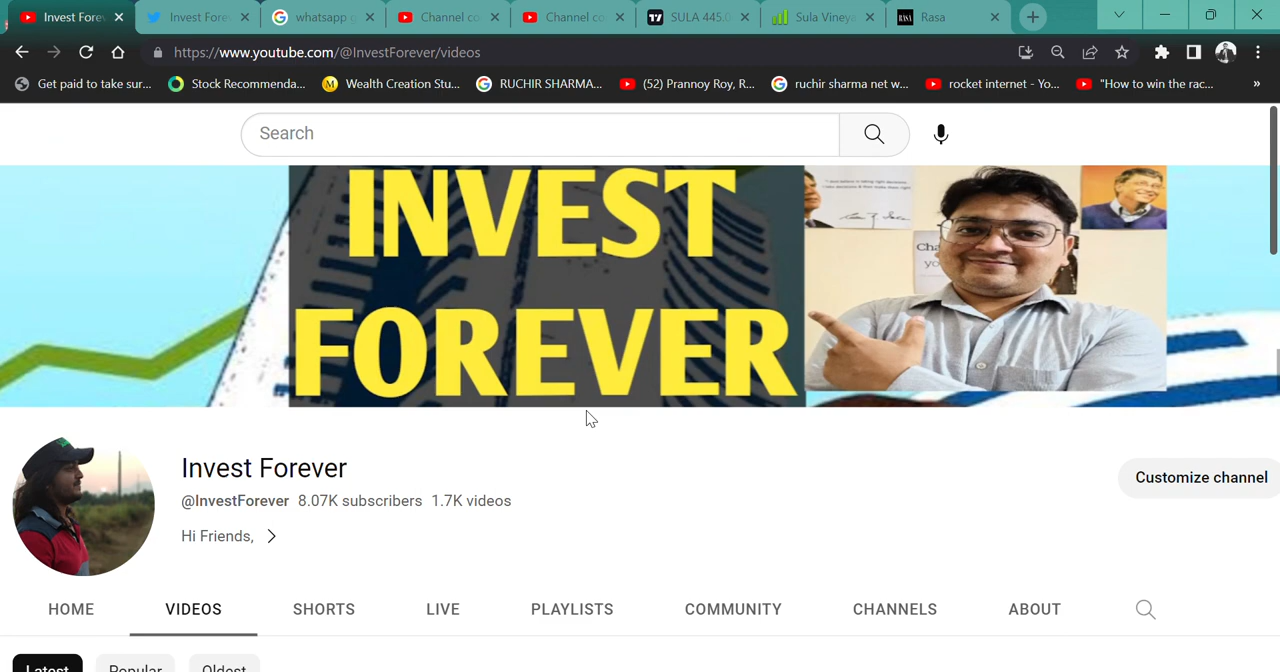 Invest Fore
Invest Fore
whatsapp g
Channel co
Channel co
SULA 445.0
Sula Vineya
RASA
Rasa
https://www.youtube.com/@InvestForever/videos
Get paid to take sur...
Stock Recommenda...
M
Wealth Creation Stu...
RUCHIR SHARMA...
(52) Prannoy Roy, R...
ruchir sharma net w...
rocket internet - Yo...
"How to win the rac...
»
Search
INVEST
FOREVER
Invest Forever
@InvestForever 8.07K subscribers 1.7K videos
Hi Friends,
Customize channel
HOME
VIDEOS
SHORTS
LIVE
PLAYLISTS
COMMUNITY
CHANNELS
ABOUT
Latest
Popular
Oldest